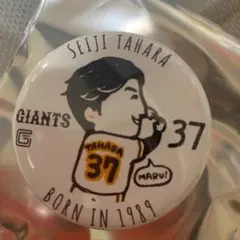 SEIJI TAHARA
GIANTS
G
37
TAHARA
37
MARU!
BORN IN 1989